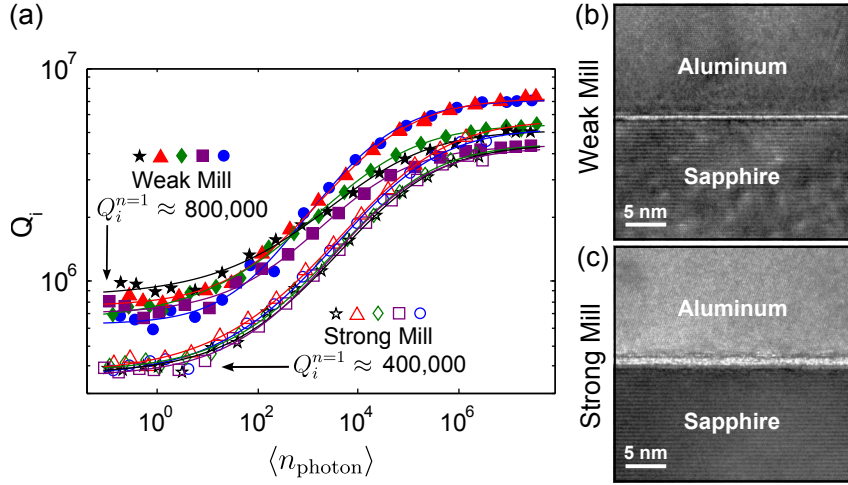 (a)
10^7
10^6
Q_i
Weak Mill
Q_i^{n=1} ≈ 800,000
Strong Mill
Q_i^{n=1} ≈ 400,000
10^0
10^2
10^4
10^6
⟨n_photon⟩
(b)
Weak Mill
Aluminum
Sapphire
5 nm
(c)
Strong Mill
Aluminum
Sapphire
5 nm